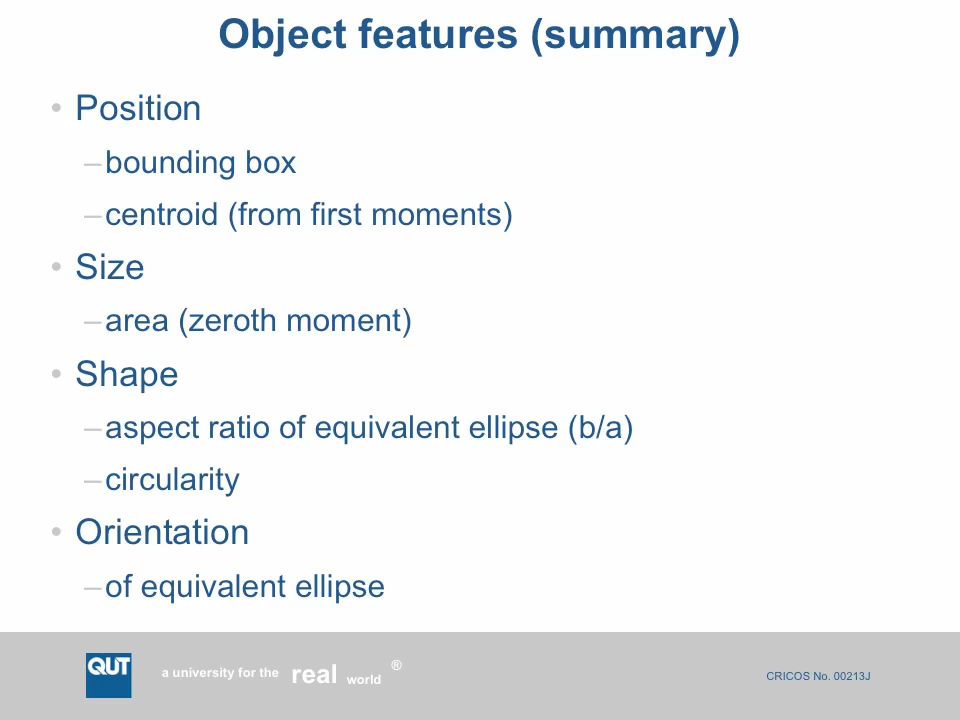 Object features (summary)
• Position
–bounding box
–centroid (from first moments)
• Size
–area (zeroth moment)
• Shape
–aspect ratio of equivalent ellipse (b/a)
–circularity
• Orientation
–of equivalent ellipse
QUT
a university for the real world ®
CRICOS No. 00213J